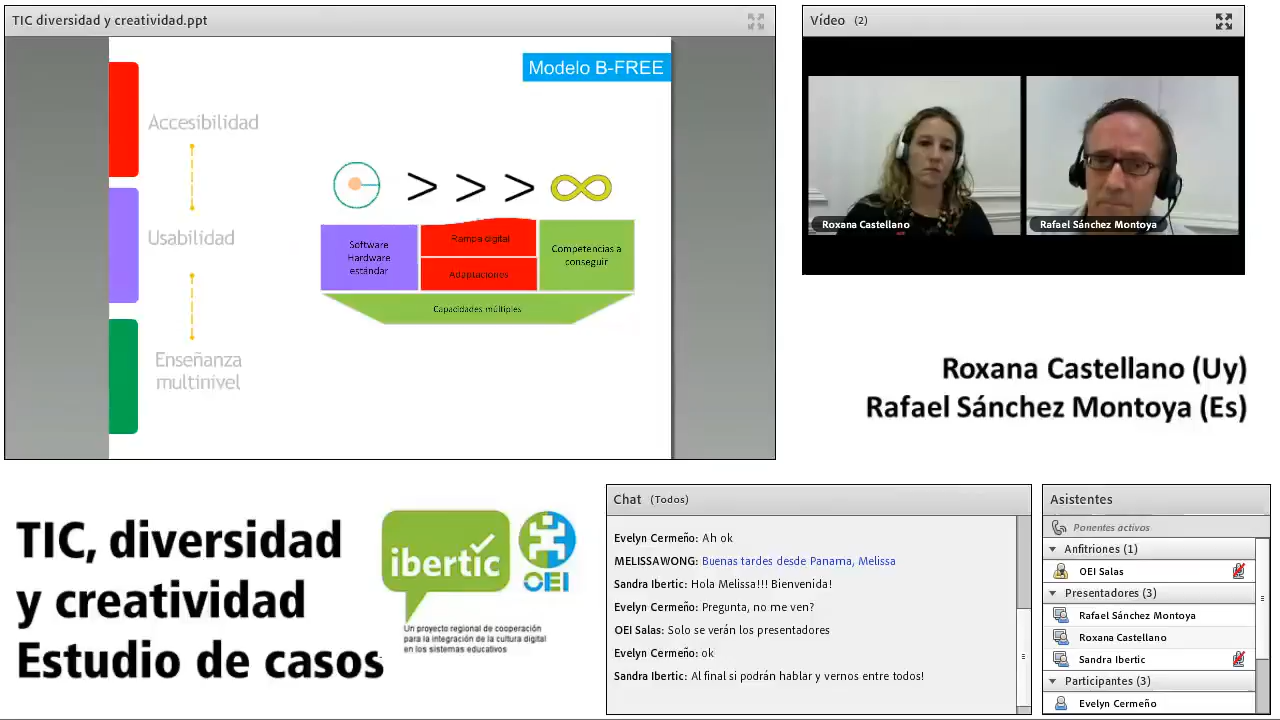 TIC diversidad y creatividad.ppt
Modelo B-FREE
Accesibilidad
Usabilidad
Enseñanza
multinivel
Software
Hardware
estándar
Rampa digital
Adaptaciones
Competencias a
conseguir
Capacidades múltiples
Vídeo (2)
Roxana Castellano
Rafael Sánchez Montoya
Roxana Castellano (Uy)
Rafael Sánchez Montoya (Es)
TIC, diversidad
y creatividad
Estudio de casos
ibertic
OEI
Un proyecto regional de cooperación
para la integración de la cultura digital
en los sistemas educativos
Chat (Todos)
Evelyn Cermeño: Ah ok
MELISSAWONG: Buenas tardes desde Panama, Melissa
Sandra Ibertic: Hola Melissa!!! Bienvenida!
Evelyn Cermeño: Pregunta, no me ven?
OEI Salas: Solo se verán los presentadores
Evelyn Cermeño: ok
Sandra Ibertic: Al final si podrán hablar y vernos entre todos!
Asistentes
Ponentes activos
Anfitriones (1)
OEI Salas
Presentadores (3)
Rafael Sánchez Montoya
Roxana Castellano
Sandra Ibertic
Participantes (3)
Evelyn Cermeño